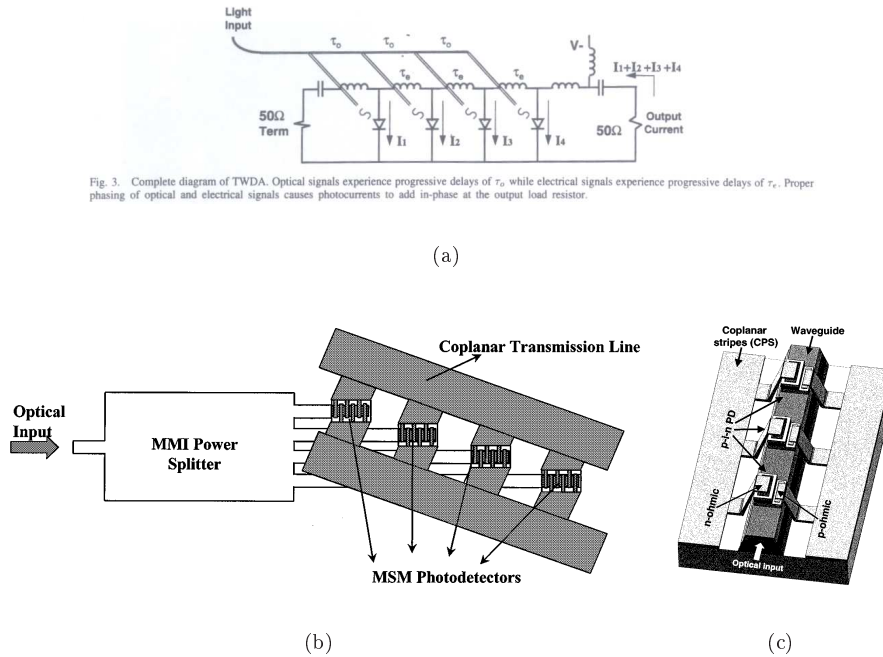 Light
Input
τo τo τo
V-
I1+I2+I3+I4
τe τe τe
50Ω
Term
I1 I2 I3 I4
50Ω
Output
Current
Fig. 3. Complete diagram of TWDA. Optical signals experience progressive delays of τo while electrical signals experience progressive delays of τe. Proper
phasing of optical and electrical signals causes photocurrents to add in-phase at the output load resistor.
(a)
Coplanar Transmission Line
Optical
Input
MMI Power
Splitter
MSM Photodetectors
(b)
Coplanar
stripes (CPS)
Waveguide
p-i-n PD
n-ohmic
p-ohmic
Optical input
(c)